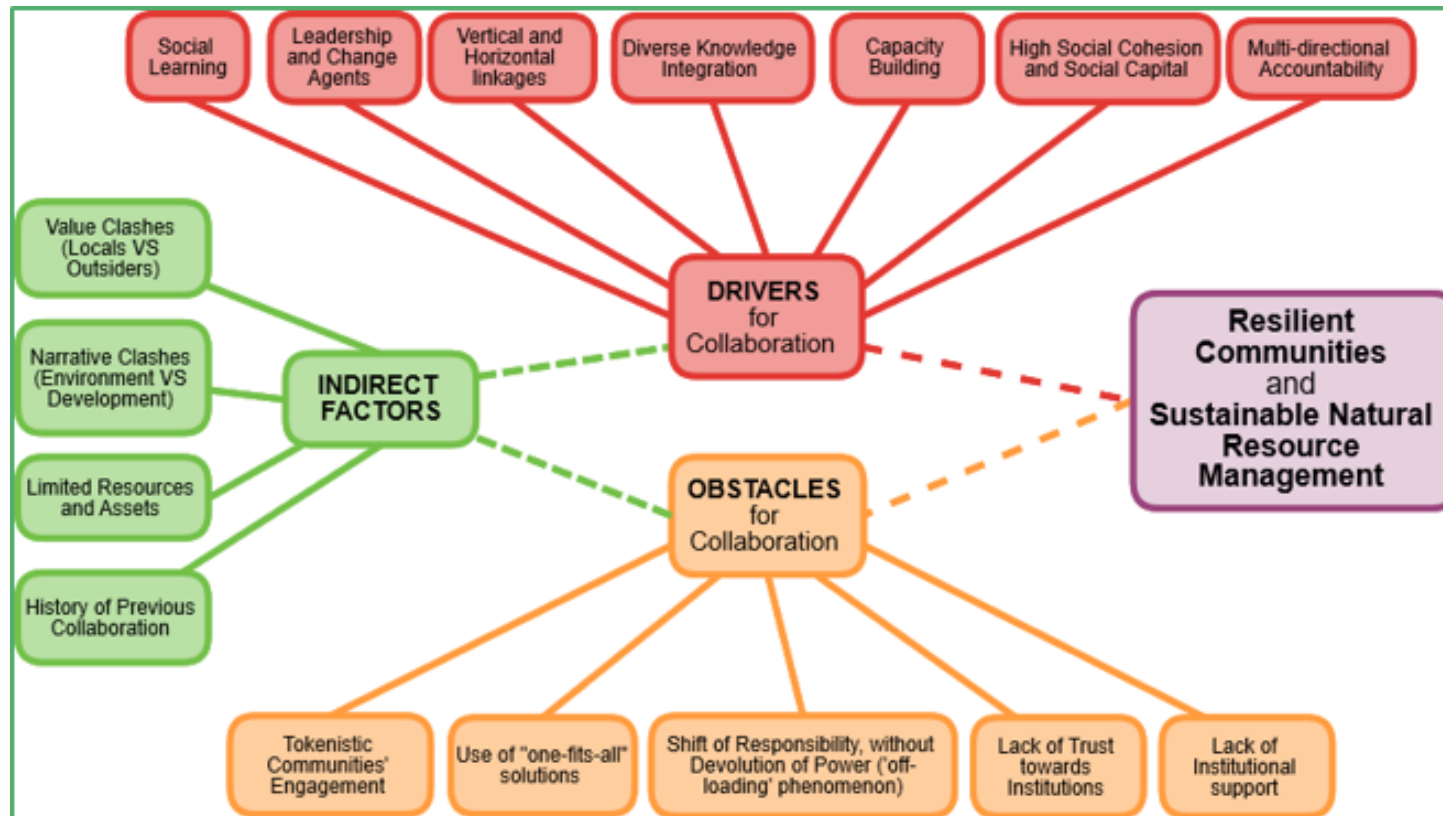 Social
Learning
Leadership
and Change
Agents
Vertical and
Horizontal
linkages
Diverse Knowledge
Integration
Capacity
Building
High Social Cohesion
and Social Capital
Multi-directional
Accountability
Value Clashes
(Locals VS
Outsiders)
Narrative Clashes
(Environment VS
Development)
Limited Resources
and Assets
History of Previous
Collaboration
INDIRECT
FACTORS
DRIVERS
for
Collaboration
OBSTACLES
for
Collaboration
Resilient
Communities
and
Sustainable Natural
Resource
Management
Tokenistic
Communities'
Engagement
Use of "one-fits-all"
solutions
Shift of Responsibility, without
Devolution of Power ('off-
loading' phenomenon)
Lack of Trust
towards
Institutions
Lack of
Institutional
support